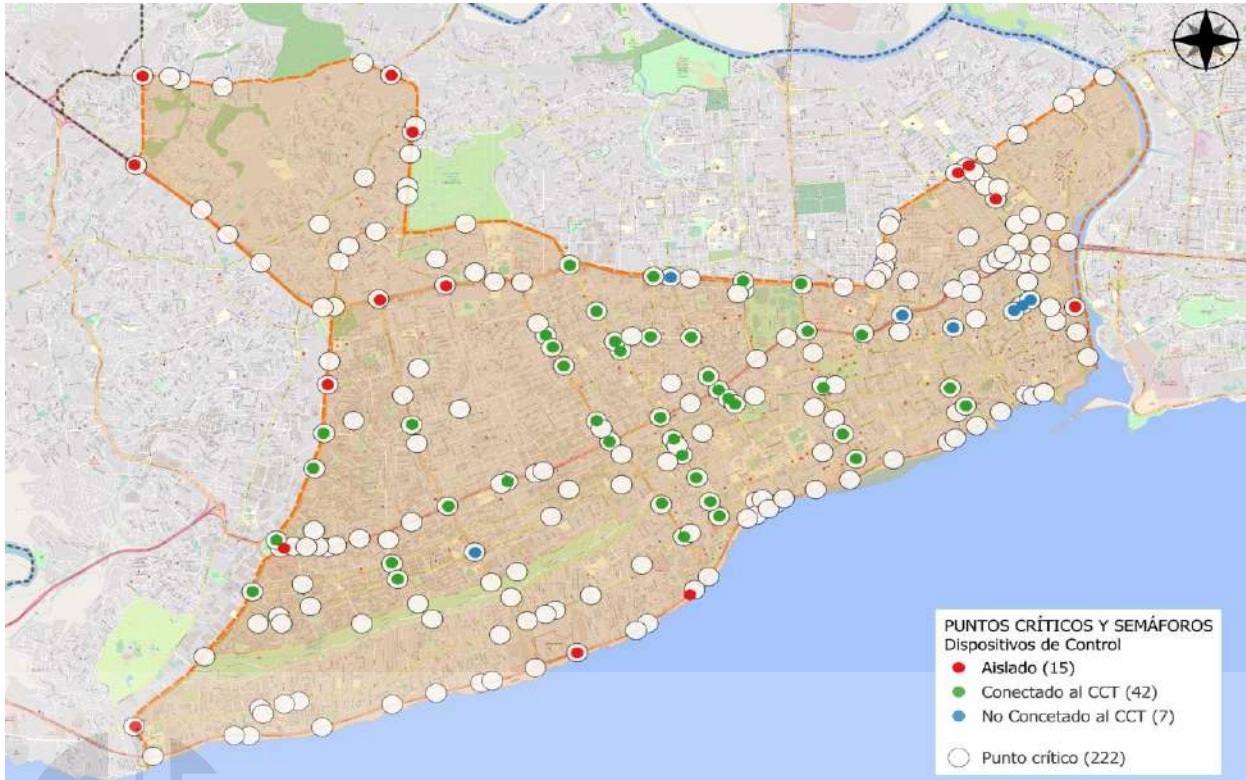 PUNTOS CRÍTICOS Y SEMÁFOROS
Dispositivos de Control
Aislado (15)
Conectado al CCT (42)
No Concetado al CCT (7)
Punto crítico (222)